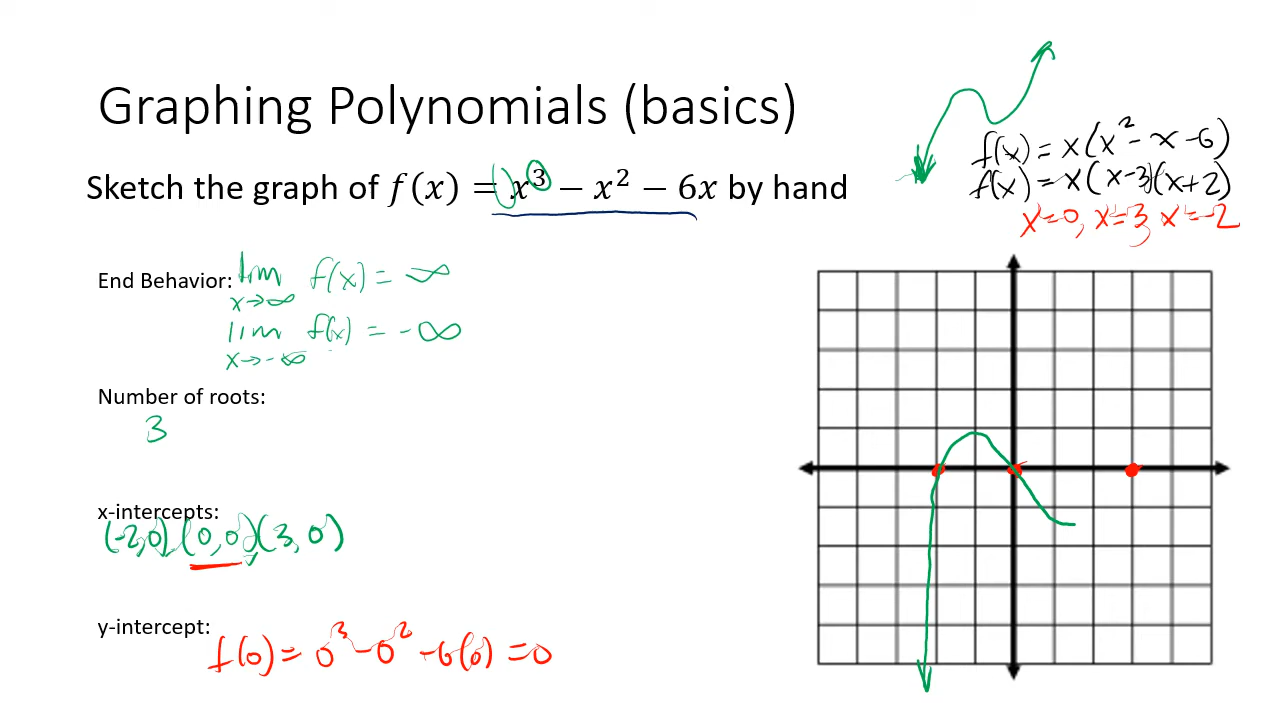 Graphing Polynomials (basics)
f(x) = x(x² - x - 6)
Sketch the graph of f(x) = x³ − x² − 6x by hand
f(x) = x(x-3)(x+2)
x=0, x=3, x=-2
End Behavior: lim x→∞ f(x) = ∞
lim x→-∞ f(x) = -∞
Number of roots:
3
x-intercepts:
(-2,0), (0,0), (3,0)
y-intercept: f(0) = 0³ - 0² - 6(0) = 0